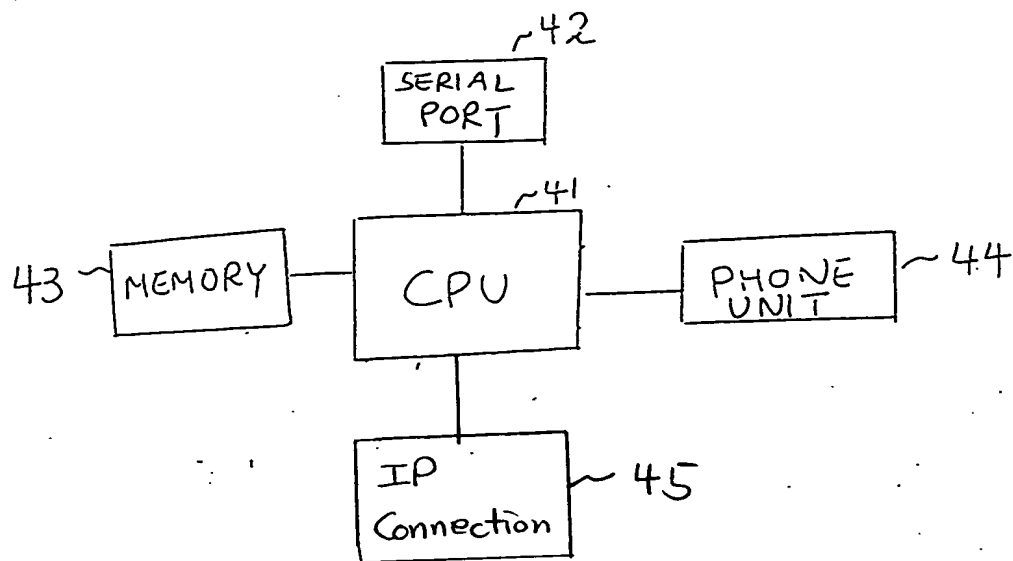 42
SERIAL
PORT
41
CPU
43
MEMORY
PHONE
UNIT
44
IP
Connection
45